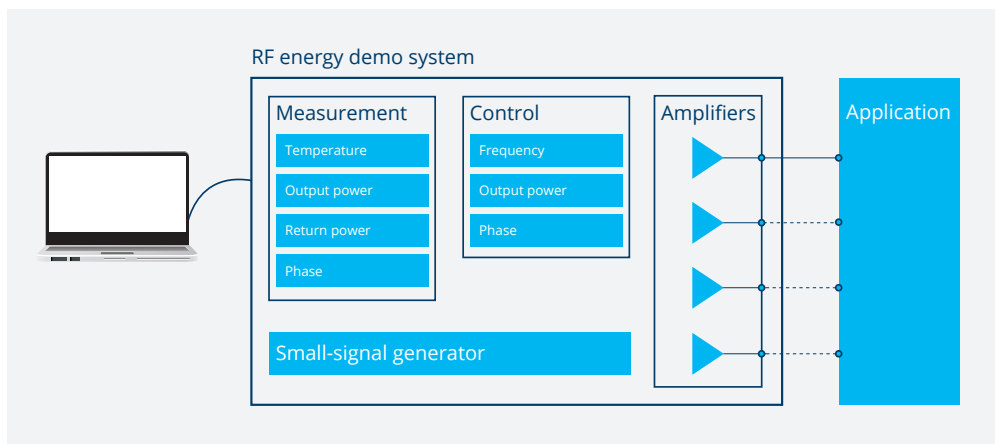 RF energy demo system
Measurement
Temperature
Output power
Return power
Phase
Control
Frequency
Output power
Phase
Small-signal generator
Amplifiers
Application